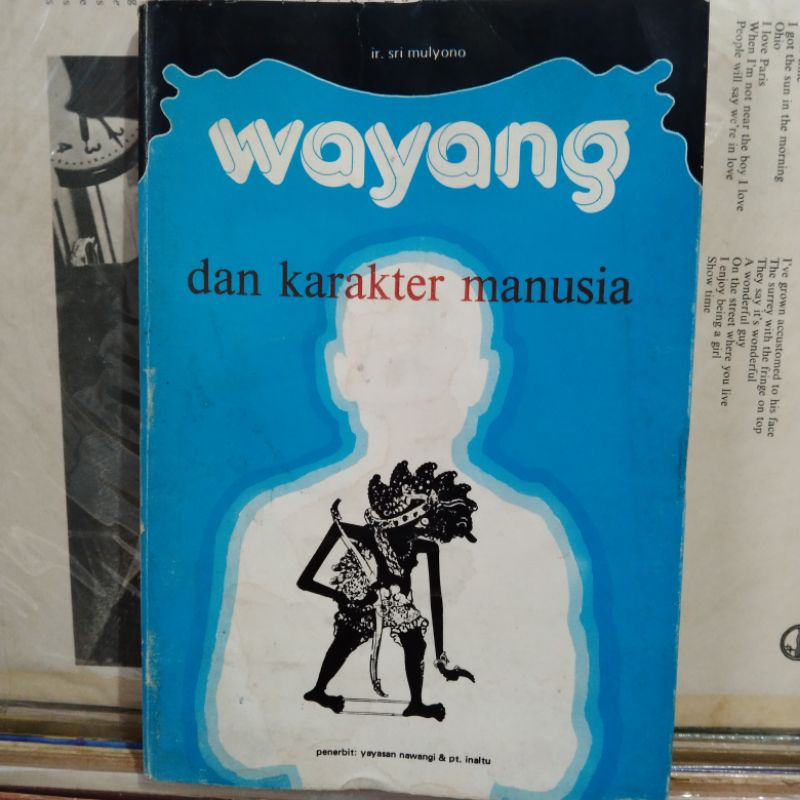 ir. sri mulyono
wayang
dan karakter manusia
penerbit: yayasan nawangi & pt. inaltu
I got the sun in the morning
Ohio
I love Paris
When I'm not near the boy I love
People will say we're in love
I've grown accustomed to his face
The surrey with the fringe on top
They say it's wonderful
A wonderful guy
On the street where you live
I enjoy being a girl
Show time